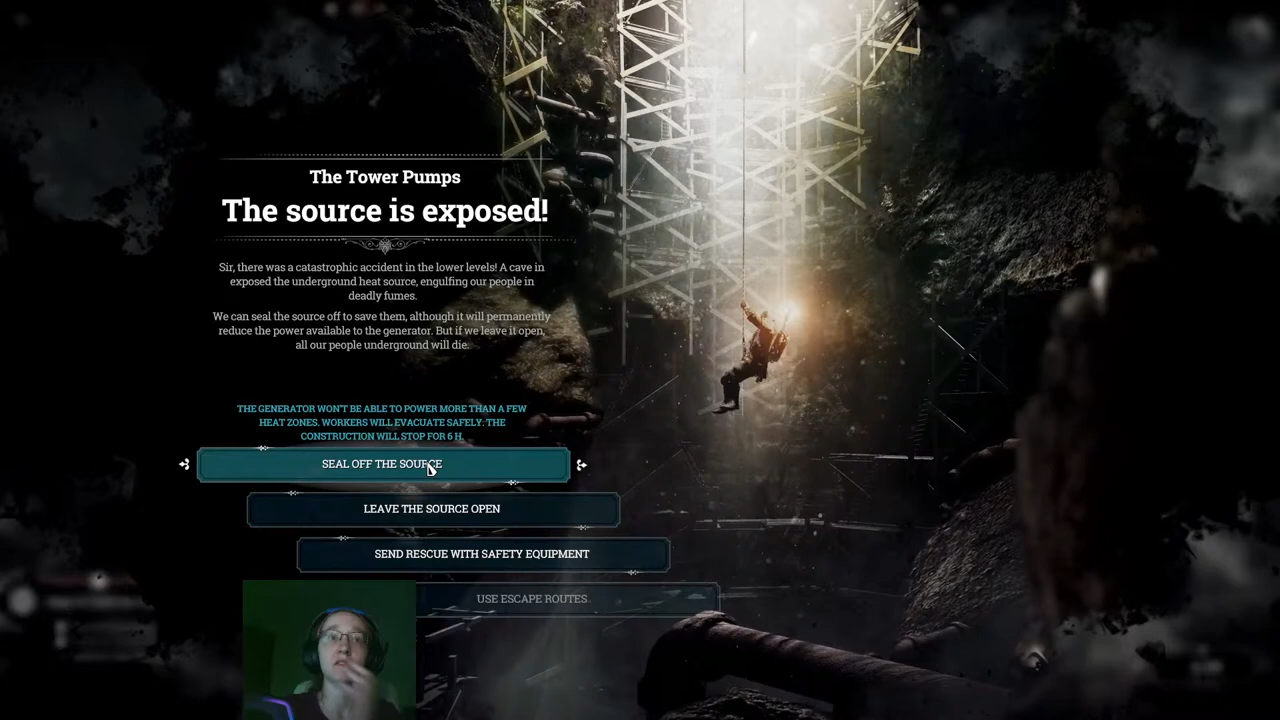 The Tower Pumps
The source is exposed!
Sir, there was a catastrophic accident in the lower levels! A cave in
exposed the underground heat source, engulfing our people in
deadly fumes.
We can seal the source off to save them, although it will permanently
reduce the power available to the generator. But if we leave it open,
all our people underground will die.
THE GENERATOR WON'T BE ABLE TO POWER MORE THAN A FEW
HEAT ZONES. WORKERS WILL EVACUATE SAFELY. THE
CONSTRUCTION WILL STOP FOR 6 H.
SEAL OFF THE SOURCE
LEAVE THE SOURCE OPEN
SEND RESCUE WITH SAFETY EQUIPMENT
USE ESCAPE ROUTES